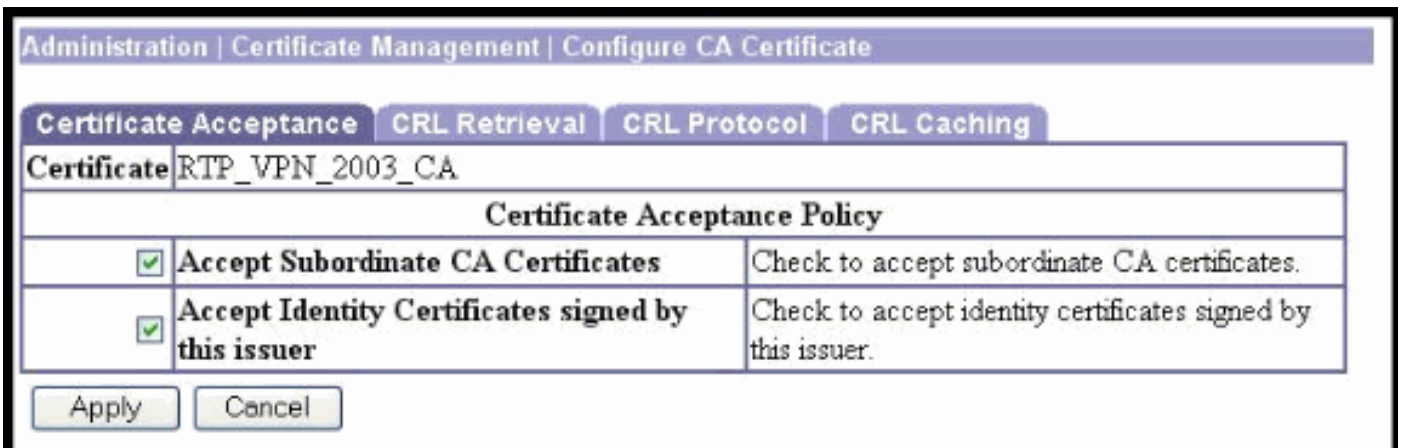 Administration | Certificate Management | Configure CA Certificate
Certificate Acceptance CRL Retrieval CRL Protocol CRL Caching
Certificate RTP_VPN_2003_CA
Certificate Acceptance Policy
Accept Subordinate CA Certificates Check to accept subordinate CA certificates.
Accept Identity Certificates signed by
this issuer
Check to accept identity certificates signed by
this issuer.
Apply Cancel